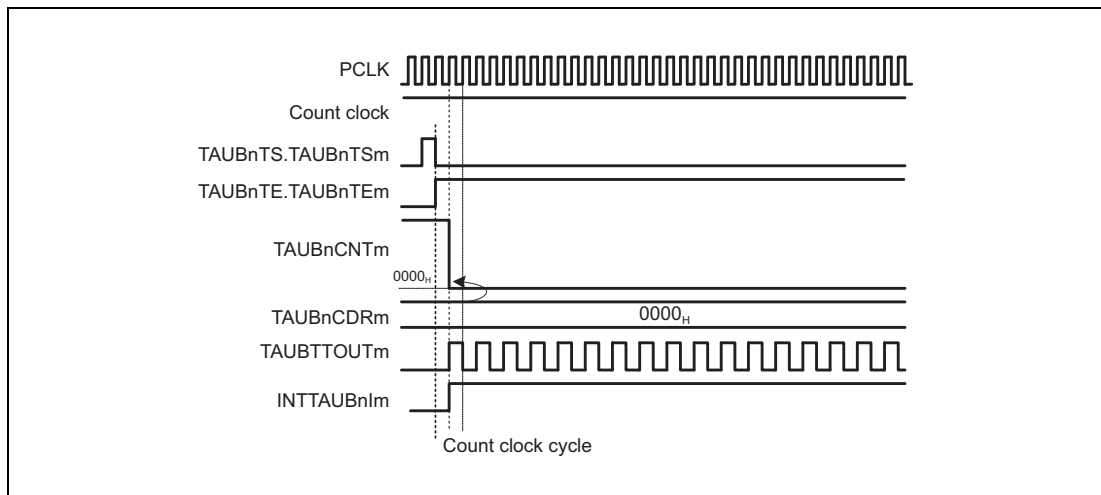 PCLK
Count clock
TAUBnTS.TAUBnTSm
TAUBnTE.TAUBnTEm
TAUBnCNTm
0000H
TAUBnCDRm
0000H
TAUBTTOUTm
INTTAUBnIm
Count clock cycle